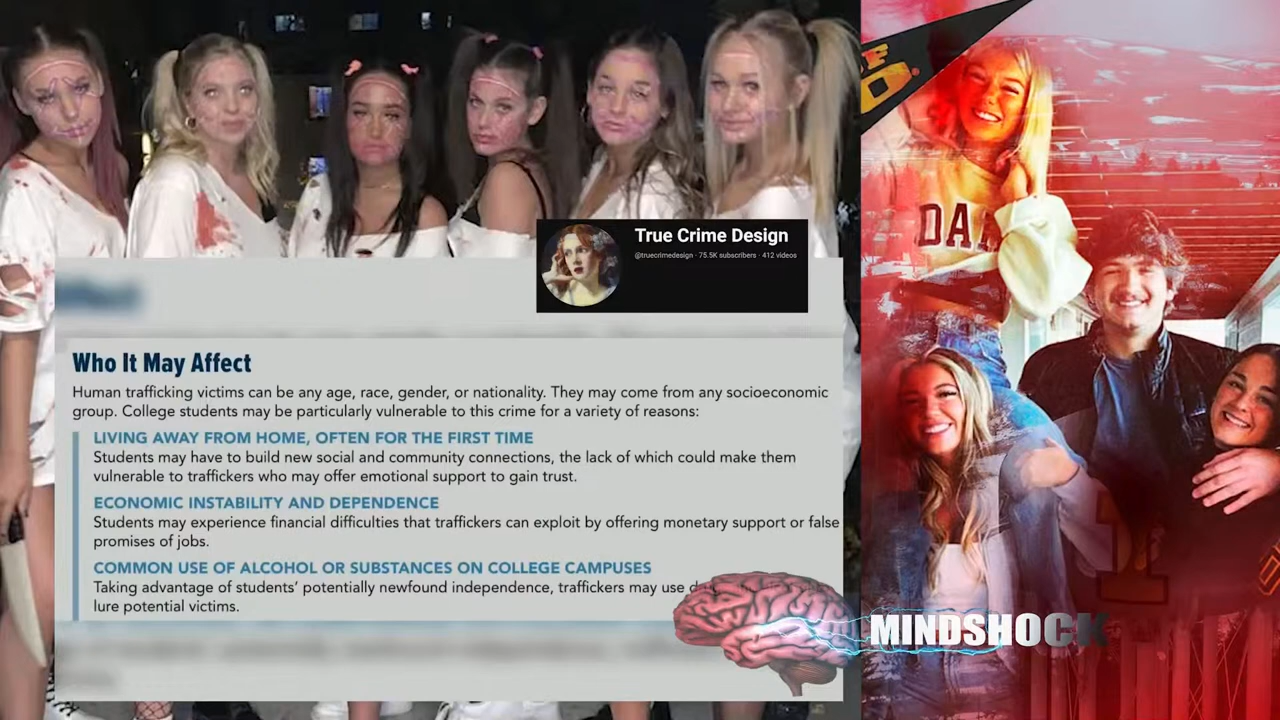 True Crime Design
@truecrimedesign · 75.5K subscribers · 412 videos
Who It May Affect
Human trafficking victims can be any age, race, gender, or nationality. They may come from any socioeconomic
group. College students may be particularly vulnerable to this crime for a variety of reasons:
LIVING AWAY FROM HOME, OFTEN FOR THE FIRST TIME
Students may have to build new social and community connections, the lack of which could make them
vulnerable to traffickers who may offer emotional support to gain trust.
ECONOMIC INSTABILITY AND DEPENDENCE
Students may experience financial difficulties that traffickers can exploit by offering monetary support or false
promises of jobs.
COMMON USE OF ALCOHOL OR SUBSTANCES ON COLLEGE CAMPUSES
Taking advantage of students' potentially newfound independence, traffickers may use
lure potential victims.
MINDSHOCK